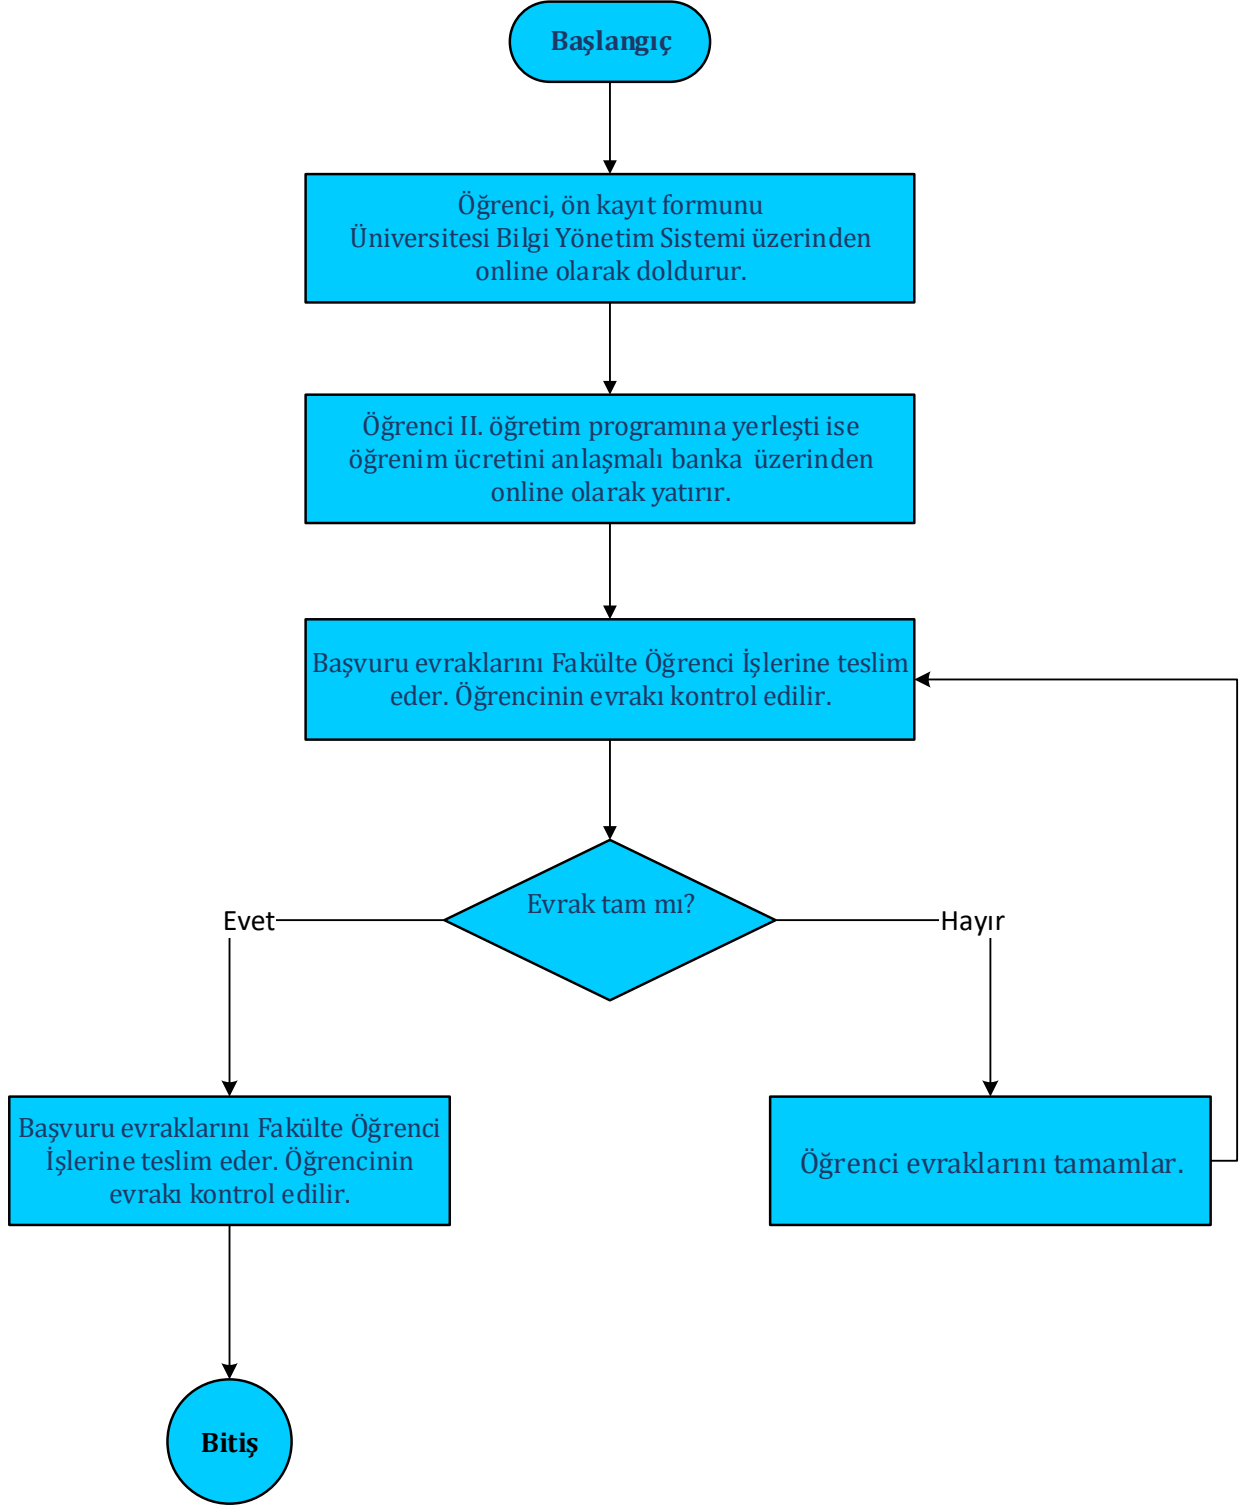 Başlangıç
Öğrenci, ön kayıt formunu
Üniversitesi Bilgi Yönetim Sistemi üzerinden
online olarak doldurur.
Öğrenci II. öğretim programına yerleşti ise
öğrenim ücretini anlaşmalı banka üzerinden
online olarak yatırır.
Başvuru evraklarını Fakülte Öğrenci İşlerine teslim
eder. Öğrencinin evrakı kontrol edilir.
Evrak tam mı?
Evet
Hayır
Başvuru evraklarını Fakülte Öğrenci
İşlerine teslim eder. Öğrencinin
evrakı kontrol edilir.
Öğrenci evraklarını tamamlar.
Bitiş